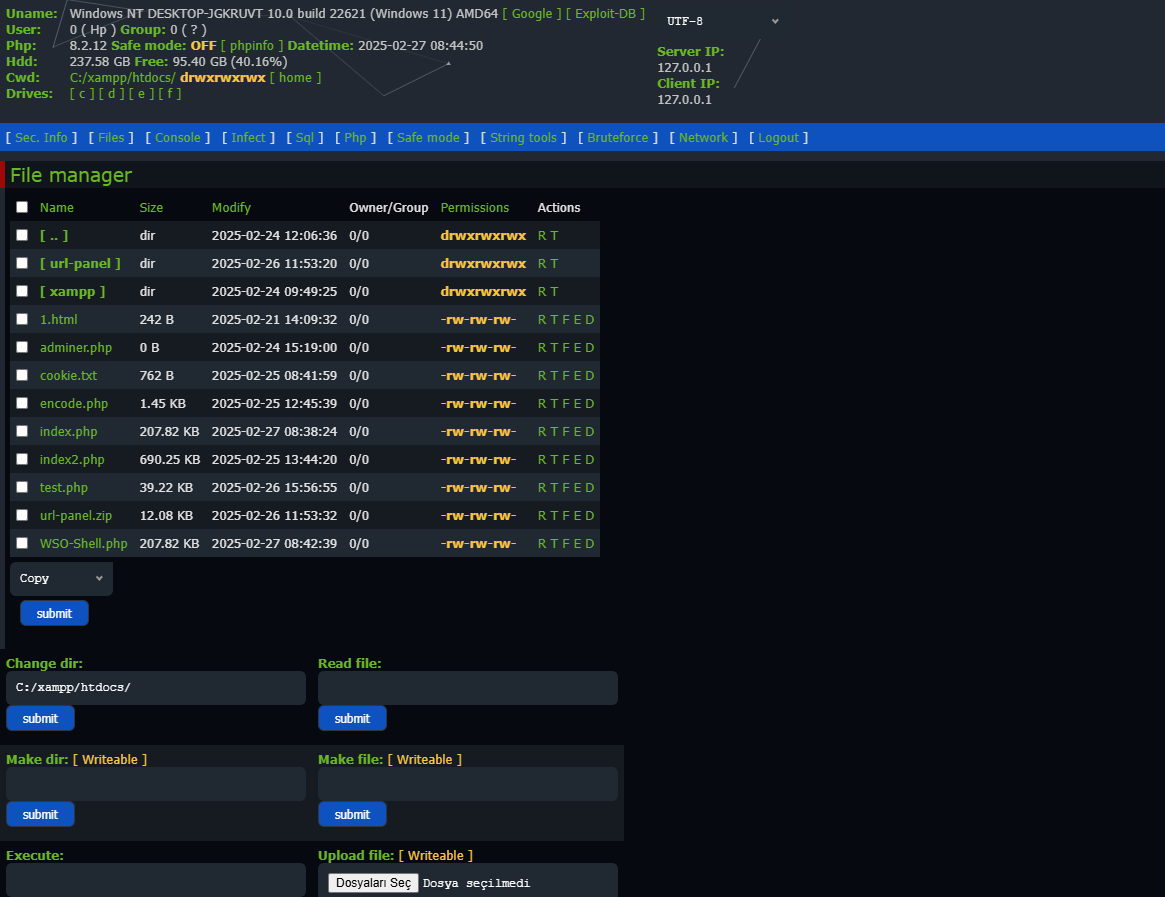 Uname: Windows NT DESKTOP-JGKRUVT 10.0 build 22621 (Windows 11) AMD64 [ Google ] [ Exploit-DB ] UTF-8
User: 0 ( Hp ) Group: 0 ( ? )
Php: 8.2.12 Safe mode: OFF [ phpinfo ] Datetime: 2025-02-27 08:44:50
Hdd: 237.58 GB Free: 95.40 GB (40.16%)
Cwd: C:/xampp/htdocs/ drwxrwxrwx [ home ]
Drives: [ c ] [ d ] [ e ] [ f ]
Server IP:
127.0.0.1
Client IP:
127.0.0.1
[ Sec. Info ] [ Files ] [ Console ] [ Infect ] [ Sql ] [ Php ] [ Safe mode ] [ String tools ] [ Bruteforce ] [ Network ] [ Logout ]
File manager
Name Size Modify Owner/Group Permissions Actions
[ .. ] dir 2025-02-24 12:06:36 0/0 drwxrwxrwx R T
[ url-panel ] dir 2025-02-26 11:53:20 0/0 drwxrwxrwx R T
[ xampp ] dir 2025-02-24 09:49:25 0/0 drwxrwxrwx R T
1.html 242 B 2025-02-21 14:09:32 0/0 -rw-rw-rw- R T F E D
adminer.php 0 B 2025-02-24 15:19:00 0/0 -rw-rw-rw- R T F E D
cookie.txt 762 B 2025-02-25 08:41:59 0/0 -rw-rw-rw- R T F E D
encode.php 1.45 KB 2025-02-25 12:45:39 0/0 -rw-rw-rw- R T F E D
index.php 207.82 KB 2025-02-27 08:38:24 0/0 -rw-rw-rw- R T F E D
index2.php 690.25 KB 2025-02-25 13:44:20 0/0 -rw-rw-rw- R T F E D
test.php 39.22 KB 2025-02-26 15:56:55 0/0 -rw-rw-rw- R T F E D
url-panel.zip 12.08 KB 2025-02-26 11:53:32 0/0 -rw-rw-rw- R T F E D
WSO-Shell.php 207.82 KB 2025-02-27 08:42:39 0/0 -rw-rw-rw- R T F E D
Copy
submit
Change dir: Read file:
C:/xampp/htdocs/
submit submit
Make dir: [ Writeable ] Make file: [ Writeable ]
submit submit
Execute: Upload file: [ Writeable ]
Dosyaları Seç Dosya seçilmedi